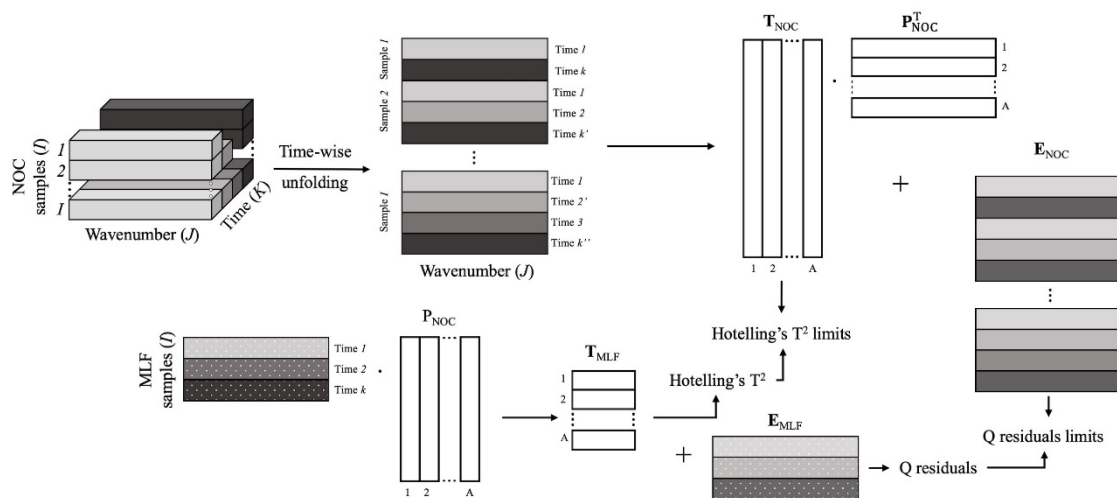 NOC
samples (I)
1
2
I
Wavenumber (J)
Time (K)
Time-wise
unfolding
Sample 1
Sample 2
Sample I
Time 1
Time k
Time 1
Time 2
Time k'
Time 1
Time 2'
Time 3
Time k''
Wavenumber (J)
T_NOC
1 2 A
P^T_NOC
1
2
A
+
E_NOC
Hotelling's T² limits
MLF
samples (I)
Time 1
Time 2
Time k
P_NOC
1 2 A
T_MLF
1
2
A
Hotelling's T²
+
E_MLF
Q residuals
Q residuals limits